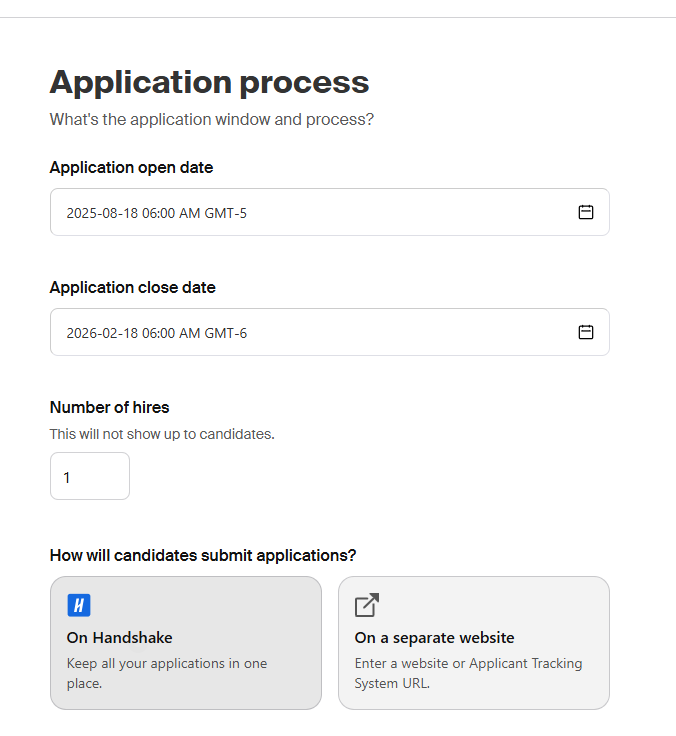 Application process
What's the application window and process?
Application open date
2025-08-18 06:00 AM GMT-5
Application close date
2026-02-18 06:00 AM GMT-6
Number of hires
This will not show up to candidates.
1
How will candidates submit applications?
H
On Handshake
Keep all your applications in one
place.
On a separate website
Enter a website or Applicant Tracking
System URL.